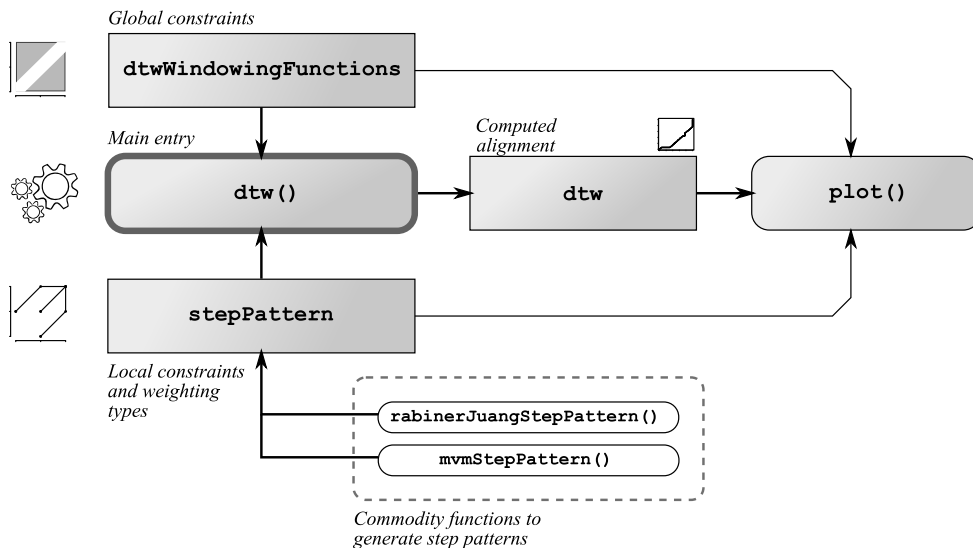 Global constraints
dtwWindowingFunctions
Main entry
dtw()
Computed
alignment
dtw
plot()
stepPattern
Local constraints
and weighting
types
rabinerJuangStepPattern()
mvmStepPattern()
Commodity functions to
generate step patterns